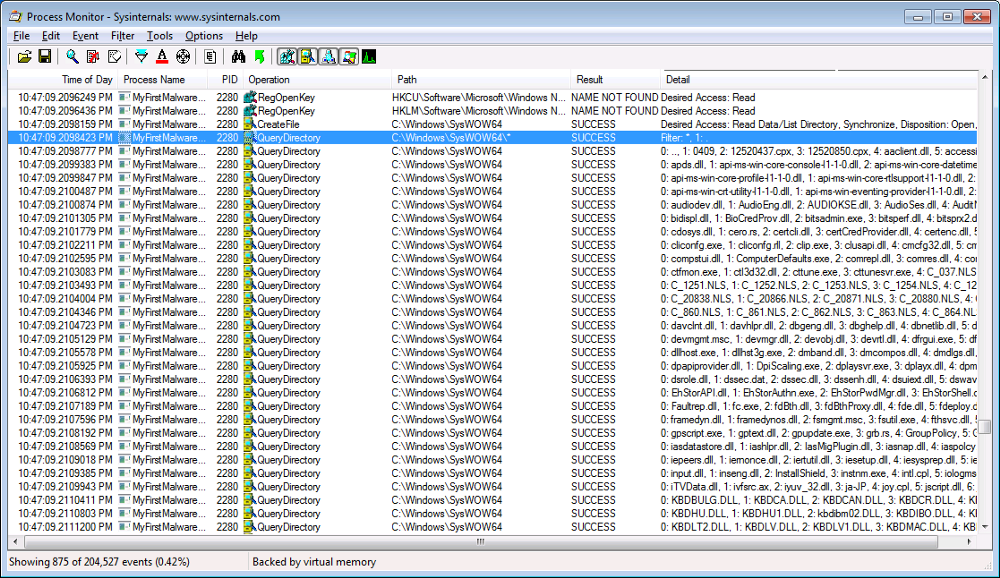 Process Monitor - Sysinternals: www.sysinternals.com
File Edit Event Filter Tools Options Help
Time of Day Process Name PID Operation Path Result Detail
10:47:09.2096249 PM MyFirstMalware... 2280 RegOpenKey HKCU\Software\Microsoft\Windows N... NAME NOT FOUND Desired Access: Read
10:47:09.2096436 PM MyFirstMalware... 2280 RegOpenKey HKLM\Software\Microsoft\Windows N... NAME NOT FOUND Desired Access: Read
10:47:09.2098159 PM MyFirstMalware... 2280 CreateFile C:\Windows\SysWOW64 SUCCESS Desired Access: Read Data/List Directory, Synchronize, Disposition: Open,
10:47:09.2098423 PM MyFirstMalware... 2280 QueryDirectory C:\Windows\SysWOW64\* SUCCESS Filter: *, 1: .
10:47:09.2098777 PM MyFirstMalware... 2280 QueryDirectory C:\Windows\SysWOW64 SUCCESS 0: .., 1: 0409, 2: 12520437.cpx, 3: 12520850.cpx, 4: aaclient.dll, 5: accessi
10:47:09.2099383 PM MyFirstMalware... 2280 QueryDirectory C:\Windows\SysWOW64 SUCCESS 0: apds.dll, 1: api-ms-win-core-console-l1-1-0.dll, 2: api-ms-win-core-datetime
10:47:09.2099847 PM MyFirstMalware... 2280 QueryDirectory C:\Windows\SysWOW64 SUCCESS 0: api-ms-win-core-profile-l1-1-0.dll, 1: api-ms-win-core-rtlsupport-l1-1-0.dll
10:47:09.2100487 PM MyFirstMalware... 2280 QueryDirectory C:\Windows\SysWOW64 SUCCESS 0: api-ms-win-crt-utility-l1-1-0.dll, 1: api-ms-win-eventing-provider-l1-1-0.dll
10:47:09.2100874 PM MyFirstMalware... 2280 QueryDirectory C:\Windows\SysWOW64 SUCCESS 0: audiodev.dll, 1: AudioEng.dll, 2: AUDIOKSE.dll, 3: AudioSes.dll, 4: AuditN
10:47:09.2101305 PM MyFirstMalware... 2280 QueryDirectory C:\Windows\SysWOW64 SUCCESS 0: bidispl.dll, 1: BioCredProv.dll, 2: bitsadmin.exe, 3: bitsperf.dll, 4: bitsprx2.d
10:47:09.2101779 PM MyFirstMalware... 2280 QueryDirectory C:\Windows\SysWOW64 SUCCESS 0: cdosys.dll, 1: cero.rs, 2: certcli.dll, 3: certCredProvider.dll, 4: certenc.dll, 5:
10:47:09.2102211 PM MyFirstMalware... 2280 QueryDirectory C:\Windows\SysWOW64 SUCCESS 0: cliconfg.exe, 1: cliconfg.rll, 2: clip.exe, 3: clusapi.dll, 4: cmcfg32.dll, 5: cm
10:47:09.2102595 PM MyFirstMalware... 2280 QueryDirectory C:\Windows\SysWOW64 SUCCESS 0: compstui.dll, 1: ComputerDefaults.exe, 2: comrepl.dll, 3: comres.dll, 4: com
10:47:09.2103083 PM MyFirstMalware... 2280 QueryDirectory C:\Windows\SysWOW64 SUCCESS 0: ctfmon.exe, 1: ctl3d32.dll, 2: cttune.exe, 3: cttunesvr.exe, 4: C_037.NLS
10:47:09.2103493 PM MyFirstMalware... 2280 QueryDirectory C:\Windows\SysWOW64 SUCCESS 0: C_1251.NLS, 1: C_1252.NLS, 2: C_1253.NLS, 3: C_1254.NLS, 4: C_12
10:47:09.2104004 PM MyFirstMalware... 2280 QueryDirectory C:\Windows\SysWOW64 SUCCESS 0: C_20838.NLS, 1: C_20866.NLS, 2: C_20871.NLS, 3: C_20880.NLS, 4: C
10:47:09.2104346 PM MyFirstMalware... 2280 QueryDirectory C:\Windows\SysWOW64 SUCCESS 0: C_860.NLS, 1: C_861.NLS, 2: C_862.NLS, 3: C_863.NLS, 4: C_864.NLS
10:47:09.2104723 PM MyFirstMalware... 2280 QueryDirectory C:\Windows\SysWOW64 SUCCESS 0: davclnt.dll, 1: davhlpr.dll, 2: dbgeng.dll, 3: dbghelp.dll, 4: dbnetlib.dll, 5: d
10:47:09.2105129 PM MyFirstMalware... 2280 QueryDirectory C:\Windows\SysWOW64 SUCCESS 0: devmgmt.msc, 1: devmgr.dll, 2: devobj.dll, 3: devrtl.dll, 4: dfrgui.exe, 5: df
10:47:09.2105578 PM MyFirstMalware... 2280 QueryDirectory C:\Windows\SysWOW64 SUCCESS 0: dllhost.exe, 1: dllhst3g.exe, 2: dmband.dll, 3: dmcompos.dll, 4: dmdlgs.dll
10:47:09.2105925 PM MyFirstMalware... 2280 QueryDirectory C:\Windows\SysWOW64 SUCCESS 0: dpapiprovider.dll, 1: DpiScaling.exe, 2: dplaysvr.exe, 3: dplayx.dll, 4: dpm
10:47:09.2106393 PM MyFirstMalware... 2280 QueryDirectory C:\Windows\SysWOW64 SUCCESS 0: dsrole.dll, 1: dssec.dat, 2: dssec.dll, 3: dssenh.dll, 4: dsuiext.dll, 5: dswav
10:47:09.2106812 PM MyFirstMalware... 2280 QueryDirectory C:\Windows\SysWOW64 SUCCESS 0: EhStorAPI.dll, 1: EhStorAuthn.exe, 2: EhStorPwdMgr.dll, 3: EhStorShell.d
10:47:09.2107189 PM MyFirstMalware... 2280 QueryDirectory C:\Windows\SysWOW64 SUCCESS 0: Faultrep.dll, 1: fc.exe, 2: fdBth.dll, 3: fdBthProxy.dll, 4: fde.dll, 5: fdeploy.d
10:47:09.2107596 PM MyFirstMalware... 2280 QueryDirectory C:\Windows\SysWOW64 SUCCESS 0: framedyn.dll, 1: framedynos.dll, 2: fsmgmt.msc, 3: fsutil.exe, 4: fthsvc.dll, 5
10:47:09.2108192 PM MyFirstMalware... 2280 QueryDirectory C:\Windows\SysWOW64 SUCCESS 0: gpscript.exe, 1: gptext.dll, 2: gpupdate.exe, 3: grb.rs, 4: GroupPolicy, 5: G
10:47:09.2108569 PM MyFirstMalware... 2280 QueryDirectory C:\Windows\SysWOW64 SUCCESS 0: iasdatastore.dll, 1: iashlpr.dll, 2: IasMigPlugin.dll, 3: iasnap.dll, 4: iaspolcy
10:47:09.2109018 PM MyFirstMalware... 2280 QueryDirectory C:\Windows\SysWOW64 SUCCESS 0: iepeers.dll, 1: iernonce.dll, 2: iertutil.dll, 3: iesetup.dll, 4: iesysprep.dll, 5: ie
10:47:09.2109385 PM MyFirstMalware... 2280 QueryDirectory C:\Windows\SysWOW64 SUCCESS 0: input.dll, 1: inseng.dll, 2: InstallShield, 3: instnm.exe, 4: intl.cpl, 5: iologms
10:47:09.2109943 PM MyFirstMalware... 2280 QueryDirectory C:\Windows\SysWOW64 SUCCESS 0: iTVData.dll, 1: ivfsrc.ax, 2: iyuv_32.dll, 3: ja-JP, 4: joy.cpl, 5: jscript.dll, 6:
10:47:09.2110411 PM MyFirstMalware... 2280 QueryDirectory C:\Windows\SysWOW64 SUCCESS 0: KBDBULG.DLL, 1: KBDCA.DLL, 2: KBDCAN.DLL, 3: KBDCR.DLL, 4: KB
10:47:09.2110803 PM MyFirstMalware... 2280 QueryDirectory C:\Windows\SysWOW64 SUCCESS 0: KBDHU.DLL, 1: KBDHU1.DLL, 2: kbdibm02.DLL, 3: KBDIBO.DLL, 4: KB
10:47:09.2111200 PM MyFirstMalware... 2280 QueryDirectory C:\Windows\SysWOW64 SUCCESS 0: KBDLT2.DLL, 1: KBDLV.DLL, 2: KBDLV1.DLL, 3: KBDMAC.DLL, 4: KBD
Showing 875 of 204,527 events (0.42%) Backed by virtual memory